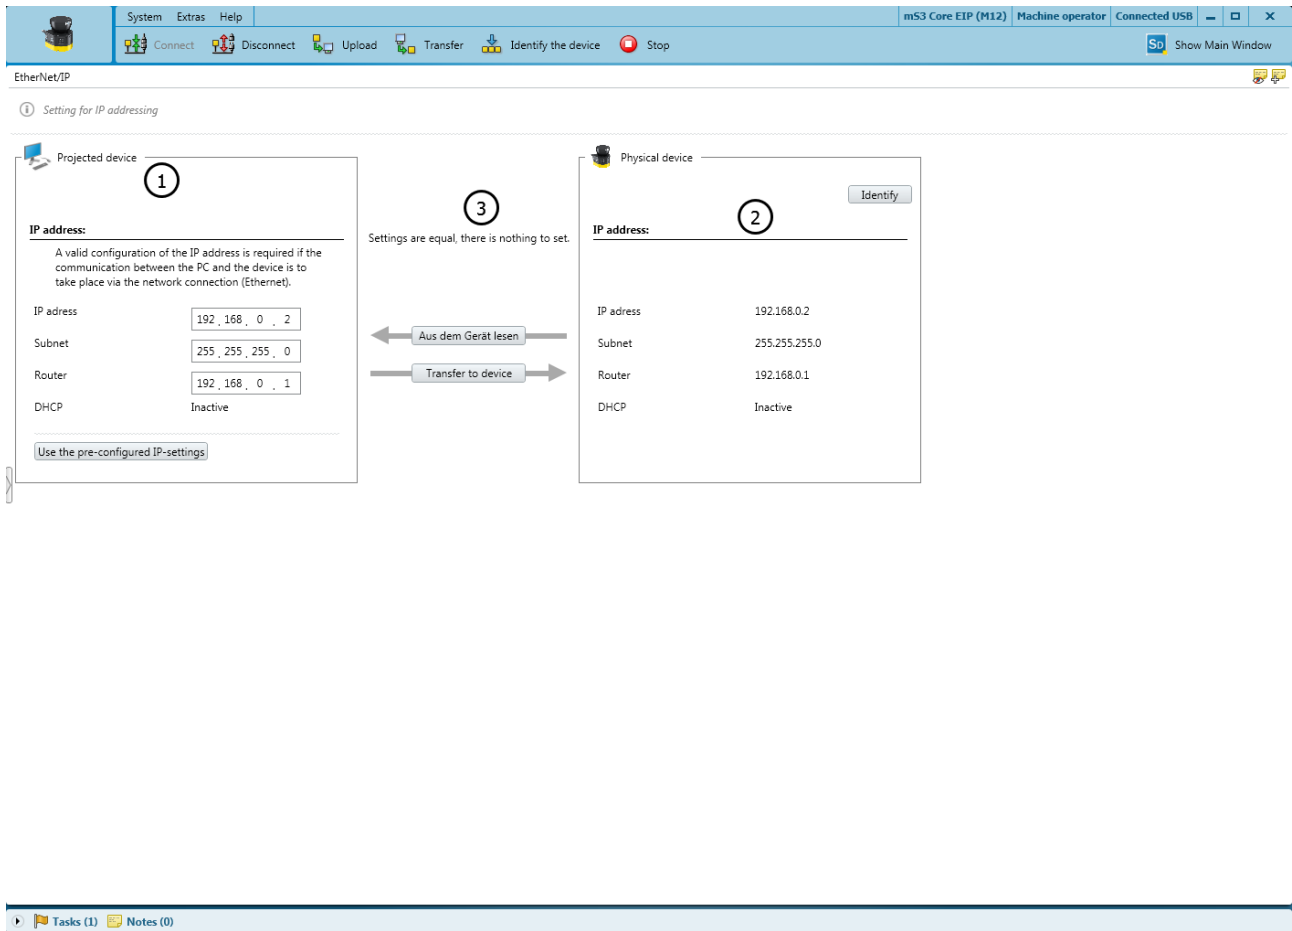 System Extras Help
mS3 Core EIP (M12) Machine operator Connected USB
Connect Disconnect Upload Transfer Identify the device Stop
SD Show Main Window
EtherNet/IP
Setting for IP addressing
Projected device
1
IP address:
A valid configuration of the IP address is required if the
communication between the PC and the device is to
take place via the network connection (Ethernet).
IP adress 192 . 168 . 0 . 2
Subnet 255 . 255 . 255 . 0
Router 192 . 168 . 0 . 1
DHCP Inactive
Use the pre-configured IP-settings
3
Settings are equal, there is nothing to set.
Aus dem Gerät lesen
Transfer to device
Physical device
Identify
2
IP address:
IP adress 192.168.0.2
Subnet 255.255.255.0
Router 192.168.0.1
DHCP Inactive
Tasks (1) Notes (0)